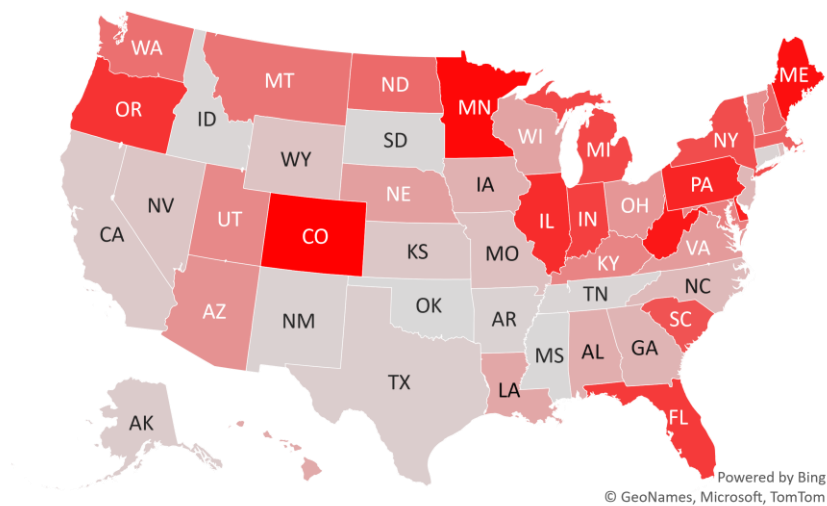 WA
MT
ND
MN
ME
OR
ID
SD
WI
MI
NY
WY
NE
IA
PA
NV
UT
CO
IL
IN
OH
CA
KS
MO
KY
VA
AZ
NM
OK
AR
TN
NC
SC
MS
AL
GA
TX
LA
FL
AK
Powered by Bing
© GeoNames, Microsoft, TomTom